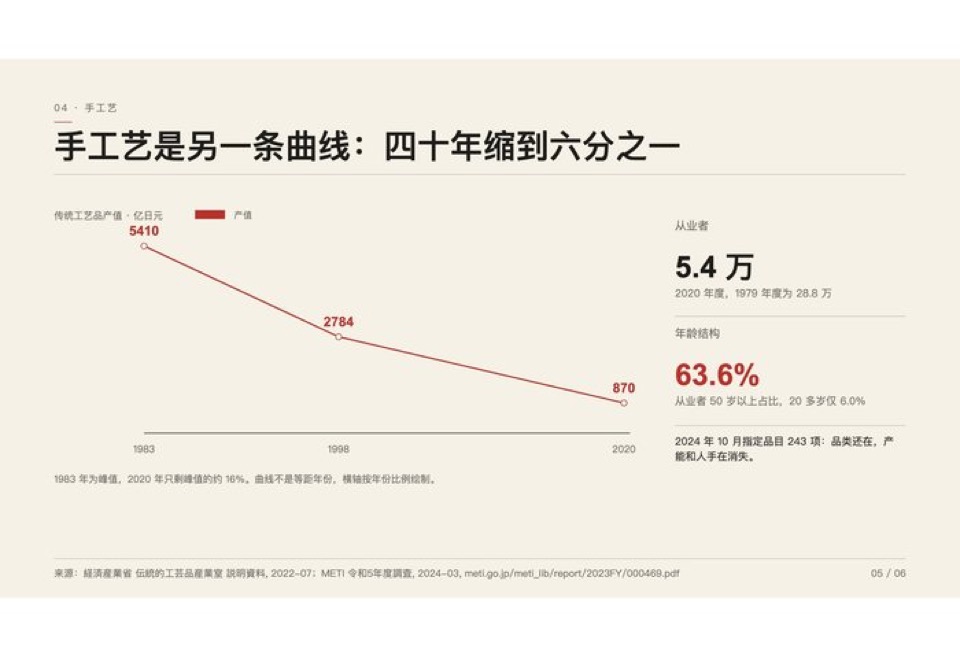 04 · 手工艺
手工艺是另一条曲线：四十年缩到六分之一
传统工艺品产值 · 亿日元
产值
5410
2784
870
1983
1998
2020
1983 年为峰值，2020 年只剩峰值的约 16%。曲线不是等距年份，横轴按年份比例绘制。
从业者
5.4 万
2020 年度，1979 年度为 28.8 万
年龄结构
63.6%
从业者 50 岁以上占比，20 多岁仅 6.0%
2024 年 10 月指定品目 243 项：品类还在，产
能和人手在消失。
来源：経済産業省 伝統的工芸品産業室 説明資料, 2022-07；METI 令和5年度調査, 2024-03, meti.go.jp/meti_lib/report/2023FY/000469.pdf
05 / 06